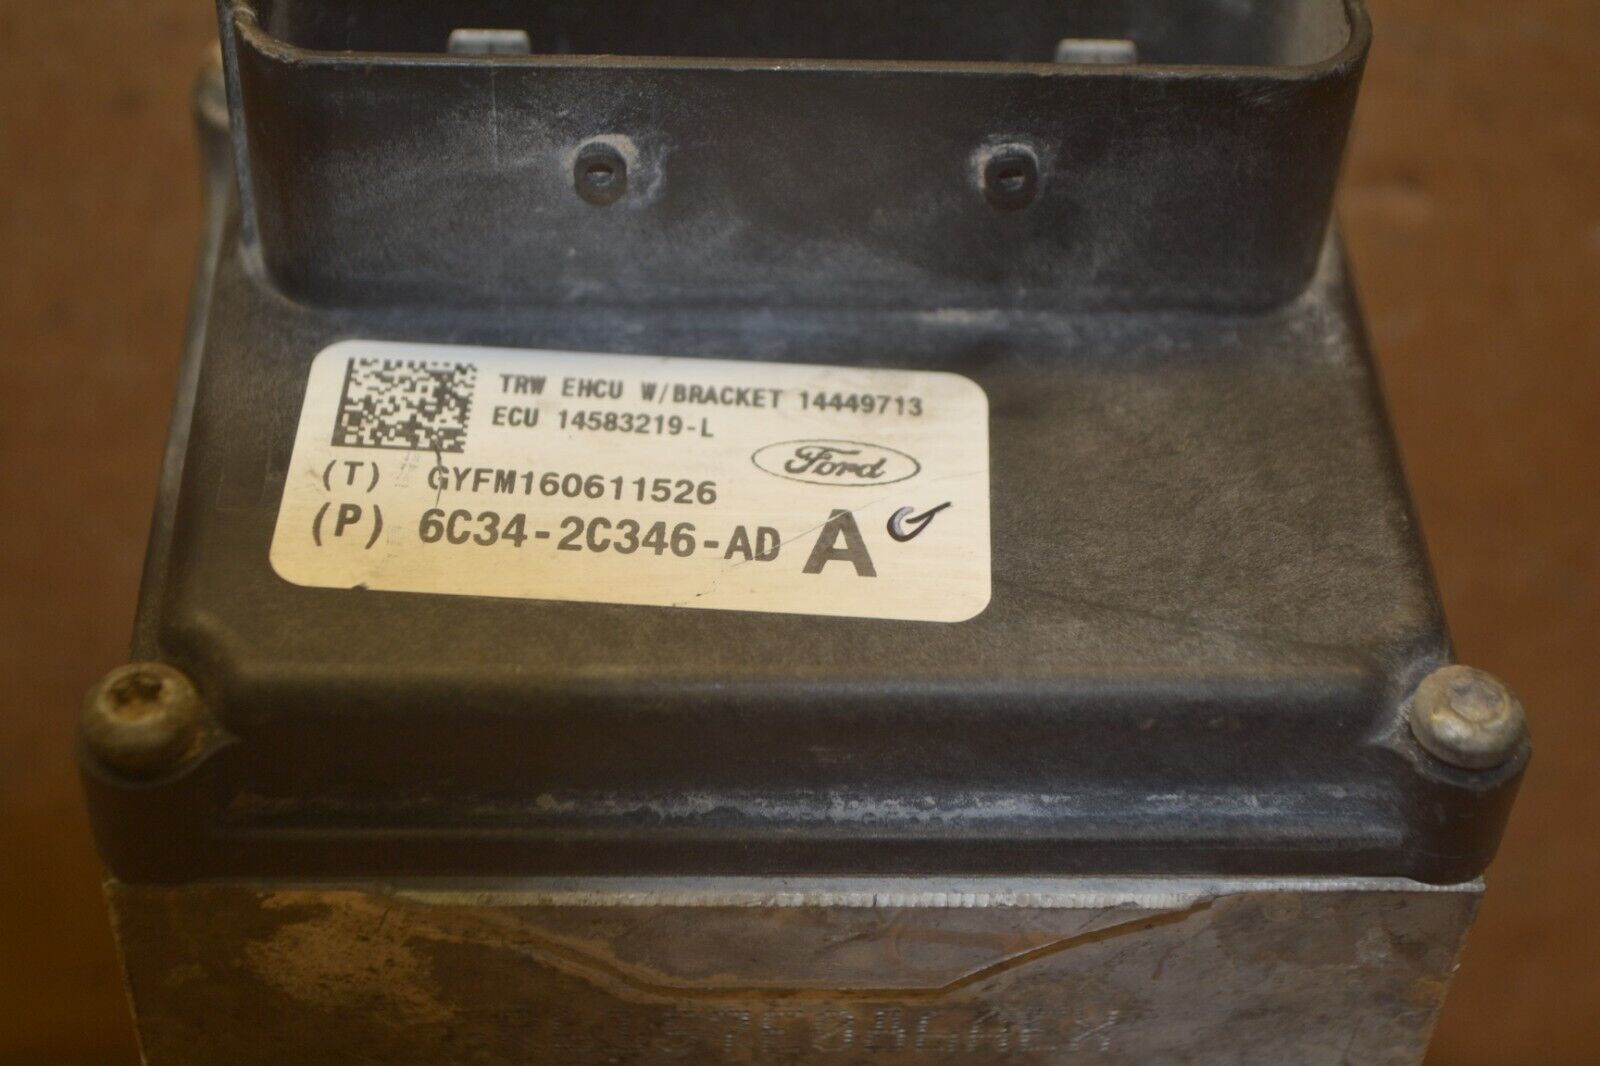 TRW EHCU W/BRACKET 14449713
ECU 14583219-L
Ford
(T) GYFM160611526
(P) 6C34-2C346-AD A